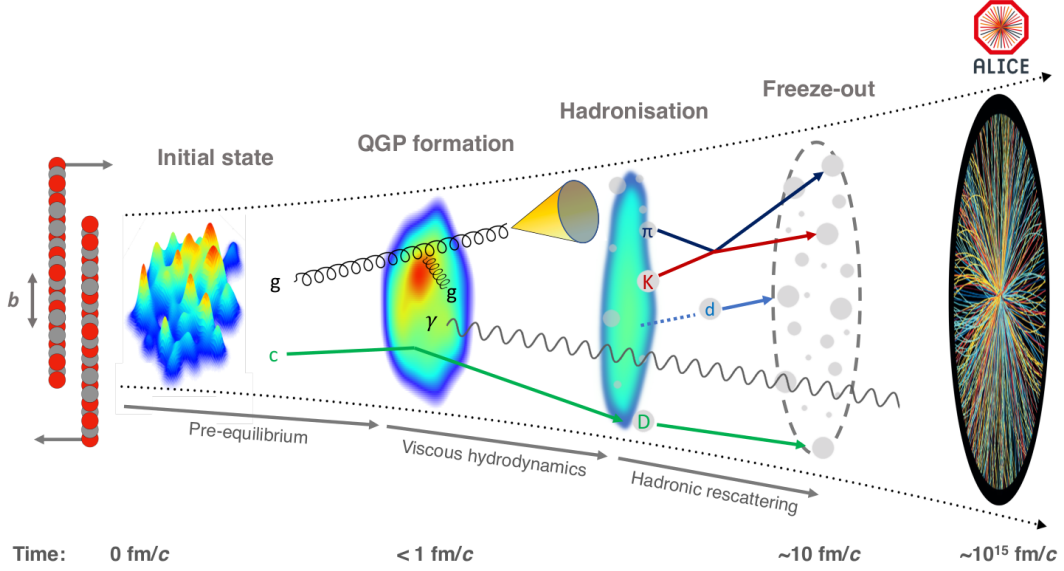 ALICE
Freeze-out
Hadronisation
QGP formation
Initial state
π
g
K
b
g
d
γ
c
D
Pre-equilibrium
Viscous hydrodynamics
Hadronic rescattering
Time: 0 fm/c < 1 fm/c ~10 fm/c ~10¹⁵ fm/c